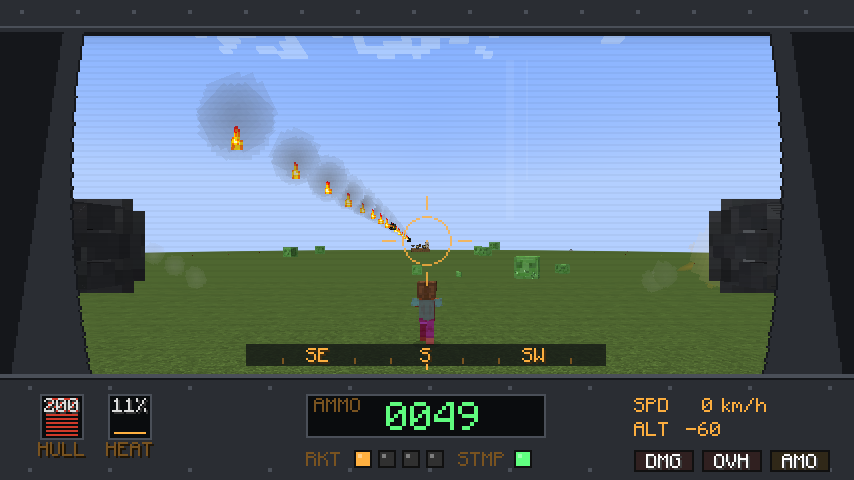 SE S SW
200
HULL
11%
HEAT
AMMO 0049
RKT STMP
SPD 0 km/h
ALT -60
DMG OVH AMO